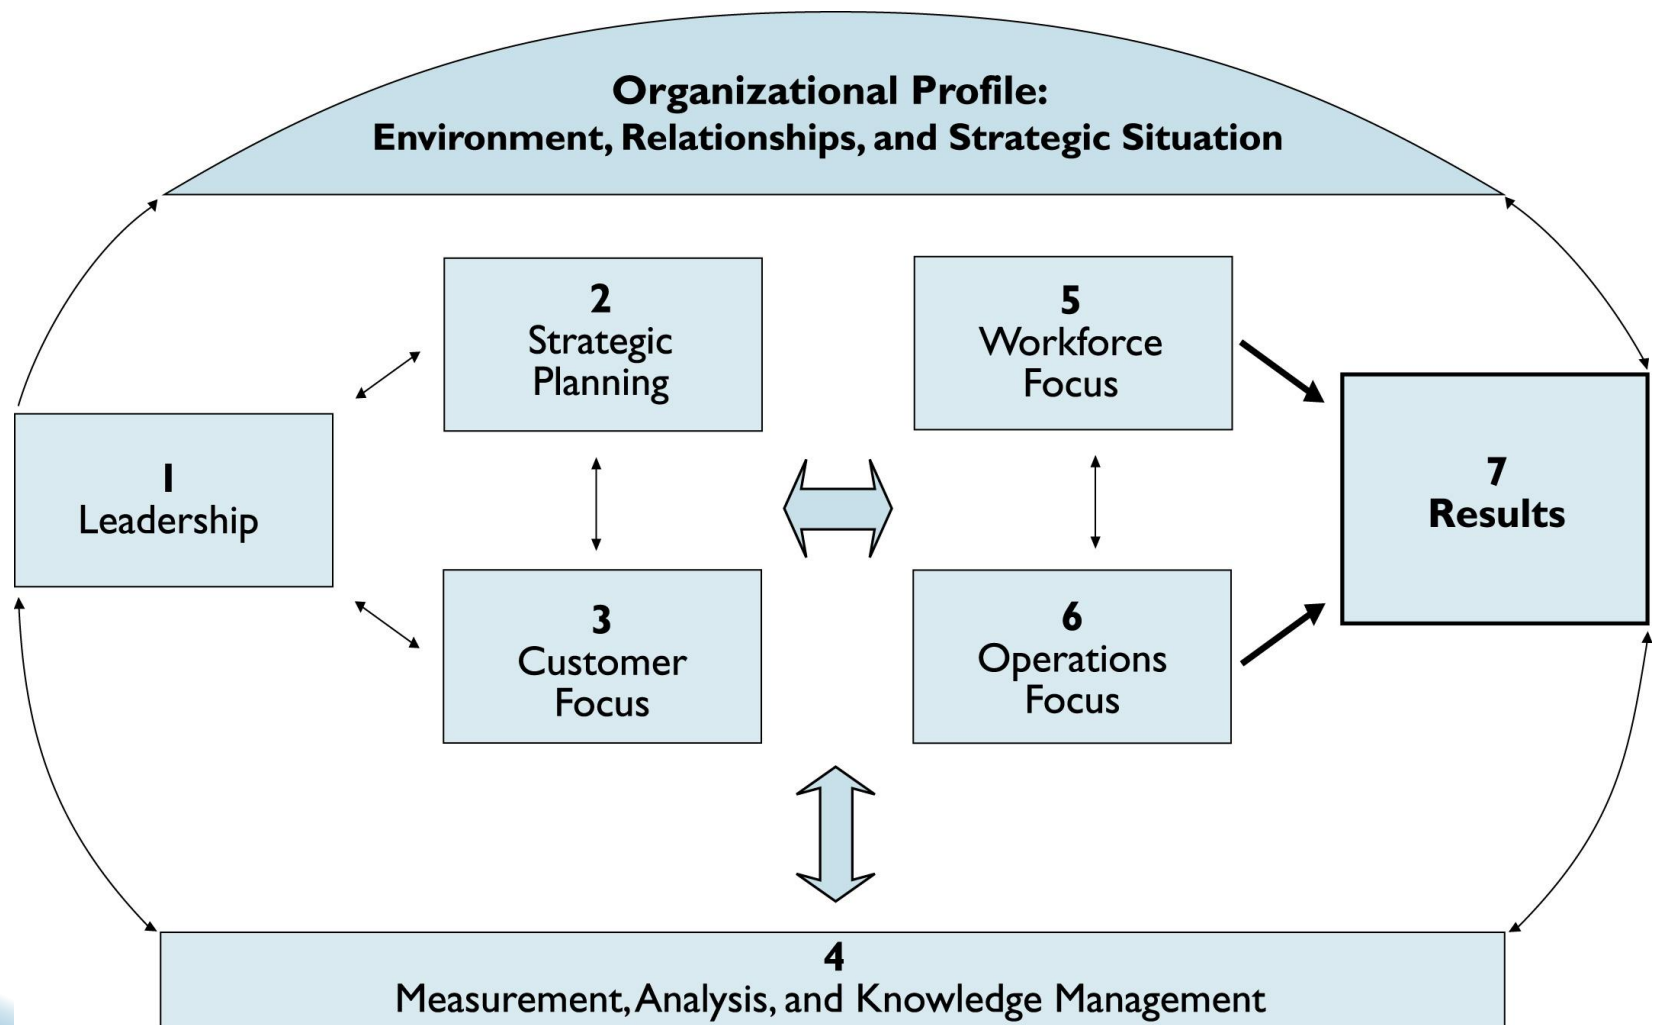 Organizational Profile:
Environment, Relationships, and Strategic Situation
2
Strategic
Planning
5
Workforce
Focus
1
Leadership
7
Results
3
Customer
Focus
6
Operations
Focus
4
Measurement, Analysis, and Knowledge Management